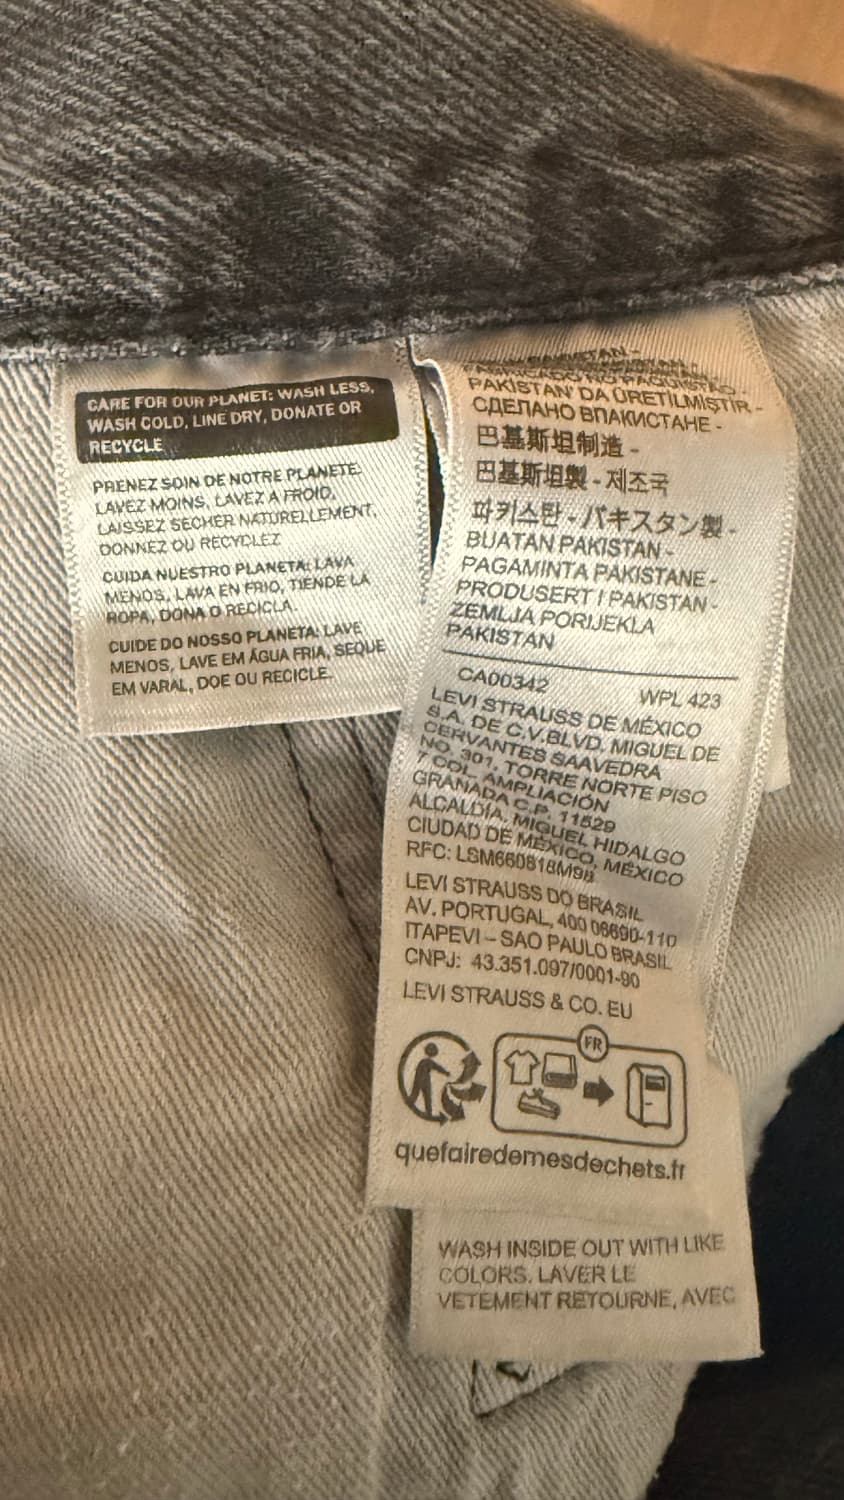 CARE FOR OUR PLANET: WASH LESS,
WASH COLD, LINE DRY, DONATE OR
RECYCLE
PRENEZ SOIN DE NOTRE PLANETE:
LAVEZ MOINS, LAVEZ A FROID,
LAISSEZ SECHER NATURELLEMENT,
DONNEZ OU RECYCLEZ
CUIDA NUESTRO PLANETA: LAVA
MENOS, LAVA EN FRIO, TIENDE LA
ROPA, DONA O RECICLA.
CUIDE DO NOSSO PLANETA: LAVE
MENOS, LAVE EM ÁGUA FRIA, SEQUE
EM VARAL, DOE OU RECICLE.
PAKISTAN -
FABRICADO NO PAQUISTÃO -
PAKİSTAN' DA ÜRETİLMİŞTİR -
СДЕЛАНО ВПАКИСТАНЕ -
巴基斯坦制造 -
巴基斯坦製 - 제조국
파키스탄 - パキスタン製 -
BUATAN PAKISTAN -
PAGAMINTA PAKISTANE -
PRODUSERT I PAKISTAN -
ZEMLJA PORIJEKLA
PAKISTAN
CA00342 WPL 423
LEVI STRAUSS DE MÉXICO
S.A. DE C.V.BLVD. MIGUEL DE
CERVANTES SAAVEDRA
NO. 301, TORRE NORTE PISO
7 COL. AMPLIACIÓN
GRANADA C.P. 11529
ALCALDÍA, MIGUEL HIDALGO
CIUDAD DE MÉXICO, MÉXICO
RFC: LSM660818M98
LEVI STRAUSS DO BRASIL
AV. PORTUGAL, 400 06690-110
ITAPEVI – SAO PAULO BRASIL
CNPJ: 43.351.097/0001-90
LEVI STRAUSS & CO. EU
FR
quefairedemesdechets.fr
WASH INSIDE OUT WITH LIKE
COLORS. LAVER LE
VETEMENT RETOURNE, AVEC